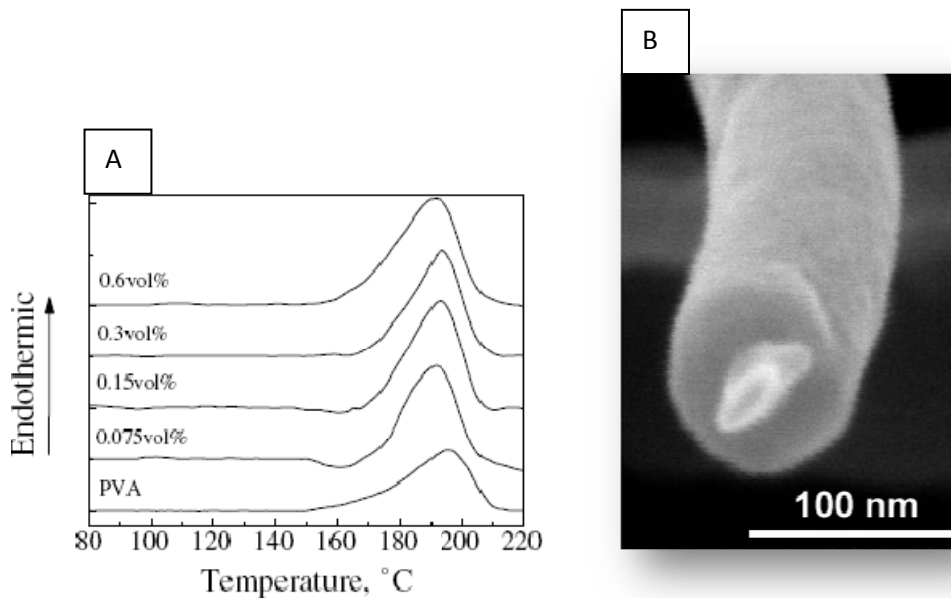 A
B
0.6vol%
0.3vol%
0.15vol%
0.075vol%
PVA
Endothermic
80 100 120 140 160 180 200 220
Temperature, °C
100 nm